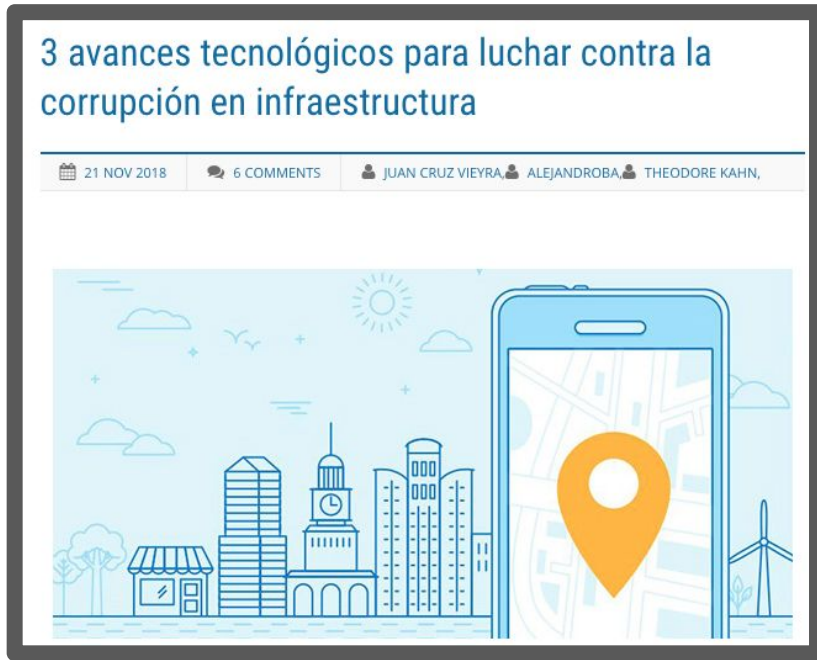 3 avances tecnológicos para luchar contra la
corrupción en infraestructura
21 NOV 2018 6 COMMENTS JUAN CRUZ VIEYRA, ALEJANDROBA, THEODORE KAHN,